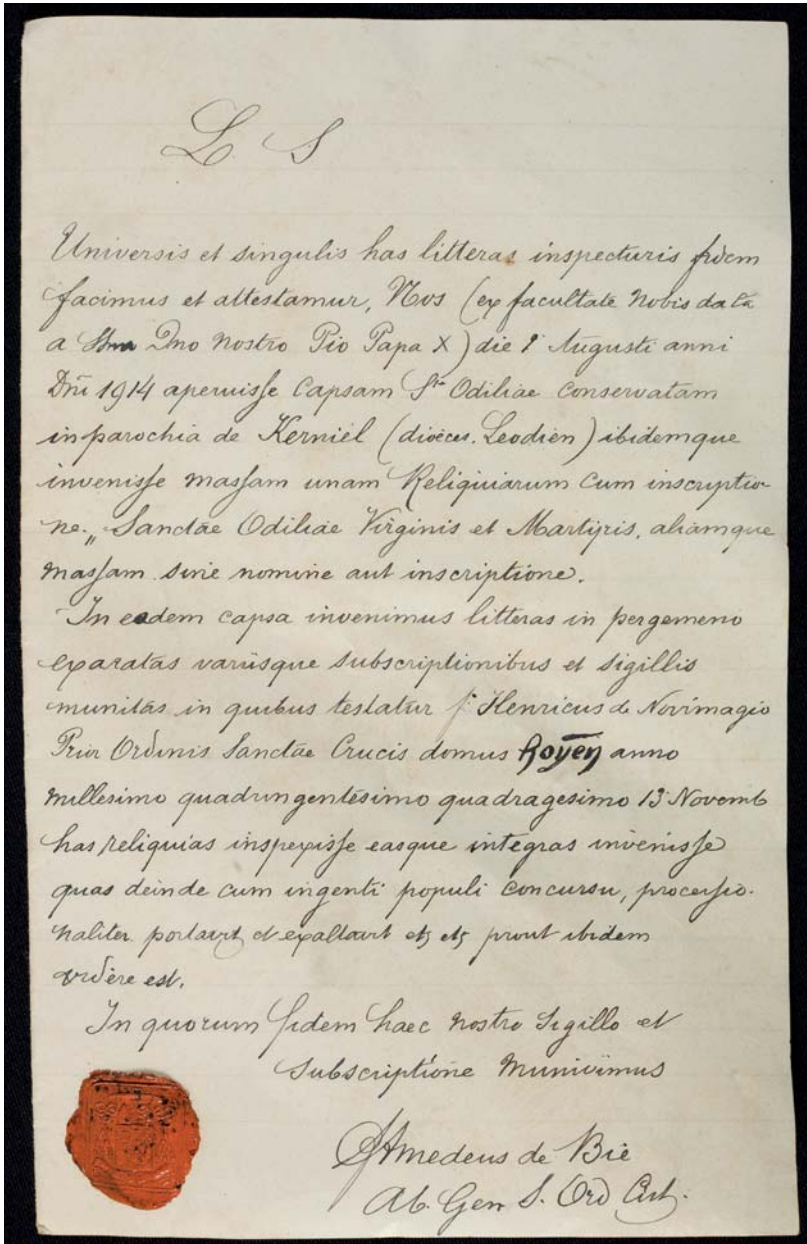 L S
Universis et singulis has litteras inspecturis fidem
facimus et attestamur, Nos (ex facultate Nobis data
a Dno Nostro Pio Papa X) die 1 Augusti anni
Dni 1914 aperuisse Capsam Stae Odiliae Conservatam
in parochia de Kerniel (dioeces. Leodien) ibidemque
invenisse massam unam Reliquiarum Cum inscriptio-
ne. „Sanctae Odiliae Virginis et Martyris, aliamque
massam sine nomine aut inscriptione.
In eadem capsa invenimus litteras in pergameno
exaratas variisque subscriptionibus et sigillis
munitas in quibus testatur f. Henricus de Novimagio
Prior Ordinis Sanctae Crucis domus Royen anno
millesimo quadringentesimo quadragesimo 13 Novemb
has reliquias inspexisse easque integras invenisse
quas deinde cum ingenti populi Concursu, processio-
naliter portavit et exaltavit etc etc prout ibidem
videre est.
In quorum fidem haec Nostro Sigillo et
Subscriptione Munivimus
Amedeus de Bie
Ab. Gen S. Ord Cist.